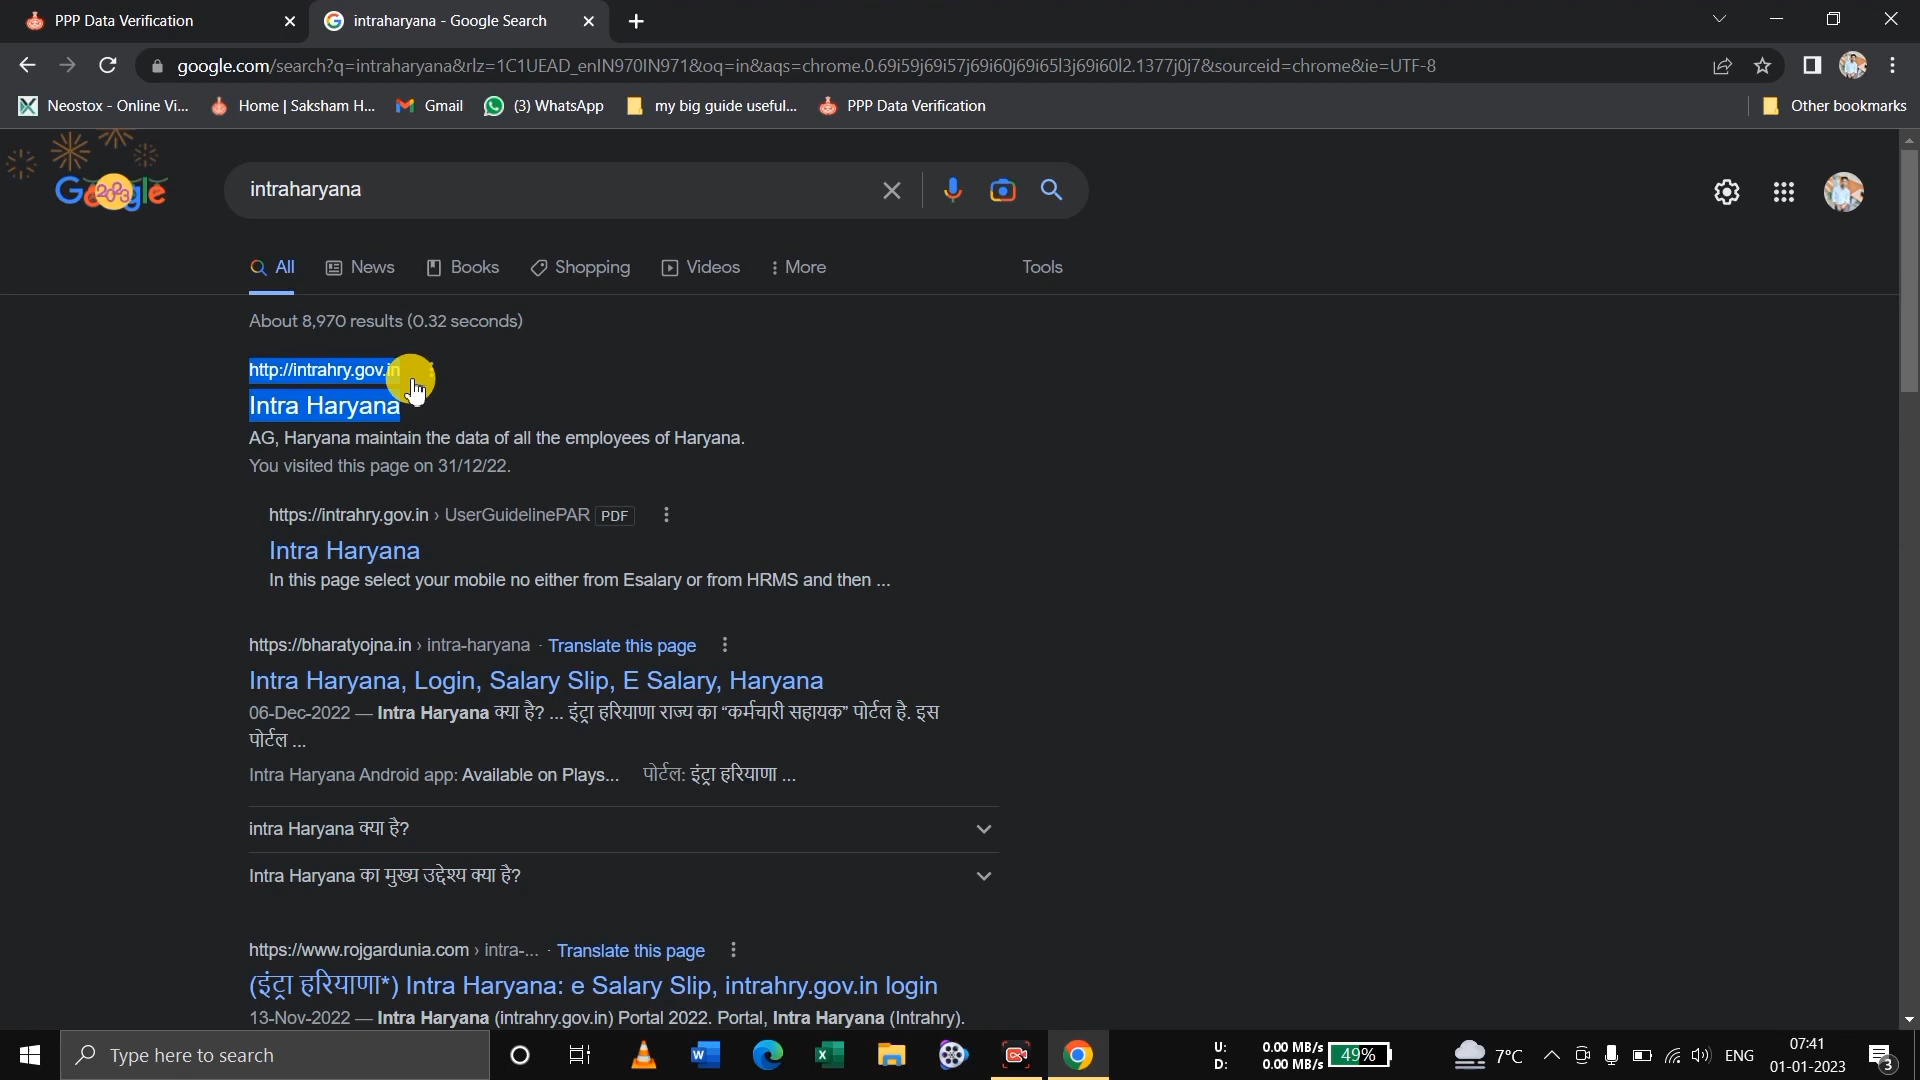 PPP Data Verification
intraharyana - Google Search
google.com/search?q=intraharyana&rlz=1C1UEAD_enIN970IN971&oq=in&aqs=chrome.0.69i59j69i57j69i60j69i65l3j69i60l2.1377j0j7&sourceid=chrome&ie=UTF-8
Neostox - Online Vi...
Home | Saksham H...
Gmail
(3) WhatsApp
my big guide useful...
PPP Data Verification
Other bookmarks
Google 2023
intraharyana
All
News
Books
Shopping
Videos
More
Tools
About 8,970 results (0.32 seconds)
http://intrahry.gov.in
Intra Haryana
AG, Haryana maintain the data of all the employees of Haryana.
You visited this page on 31/12/22.
https://intrahry.gov.in › UserGuidelinePAR PDF
Intra Haryana
In this page select your mobile no either from Esalary or from HRMS and then ...
https://bharatyojna.in › intra-haryana · Translate this page
Intra Haryana, Login, Salary Slip, E Salary, Haryana
06-Dec-2022 — Intra Haryana क्या है? ... इंट्रा हरियाणा राज्य का “कर्मचारी सहायक” पोर्टल है. इस
पोर्टल ...
Intra Haryana Android app: Available on Plays... पोर्टल: इंट्रा हरियाणा ...
intra Haryana क्या है?
Intra Haryana का मुख्य उद्देश्य क्या है?
https://www.rojgardunia.com › intra-... · Translate this page
(इंट्रा हरियाणा*) Intra Haryana: e Salary Slip, intrahry.gov.in login
13-Nov-2022 — Intra Haryana (intrahry.gov.in) Portal 2022. Portal, Intra Haryana (Intrahry).
Type here to search
U: 0.00 MB/s
D: 0.00 MB/s
49%
7°C
ENG
07:41
01-01-2023
3